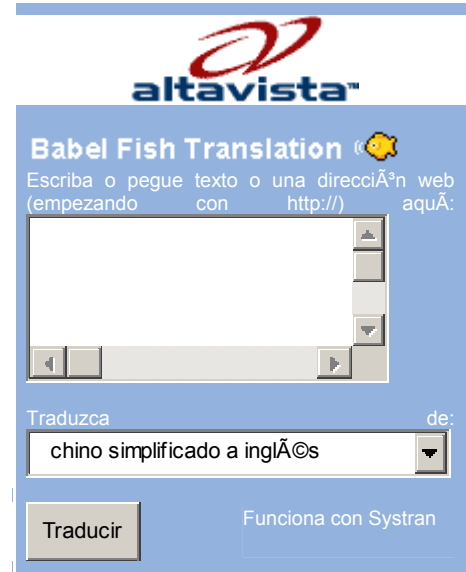 altavista™
Babel Fish Translation
Escriba o pegue texto o una direcciÃ³n web
(empezando con http://) aquÃ:
Traduzca de:
chino simplificado a inglÃ©s
Traducir
Funciona con Systran